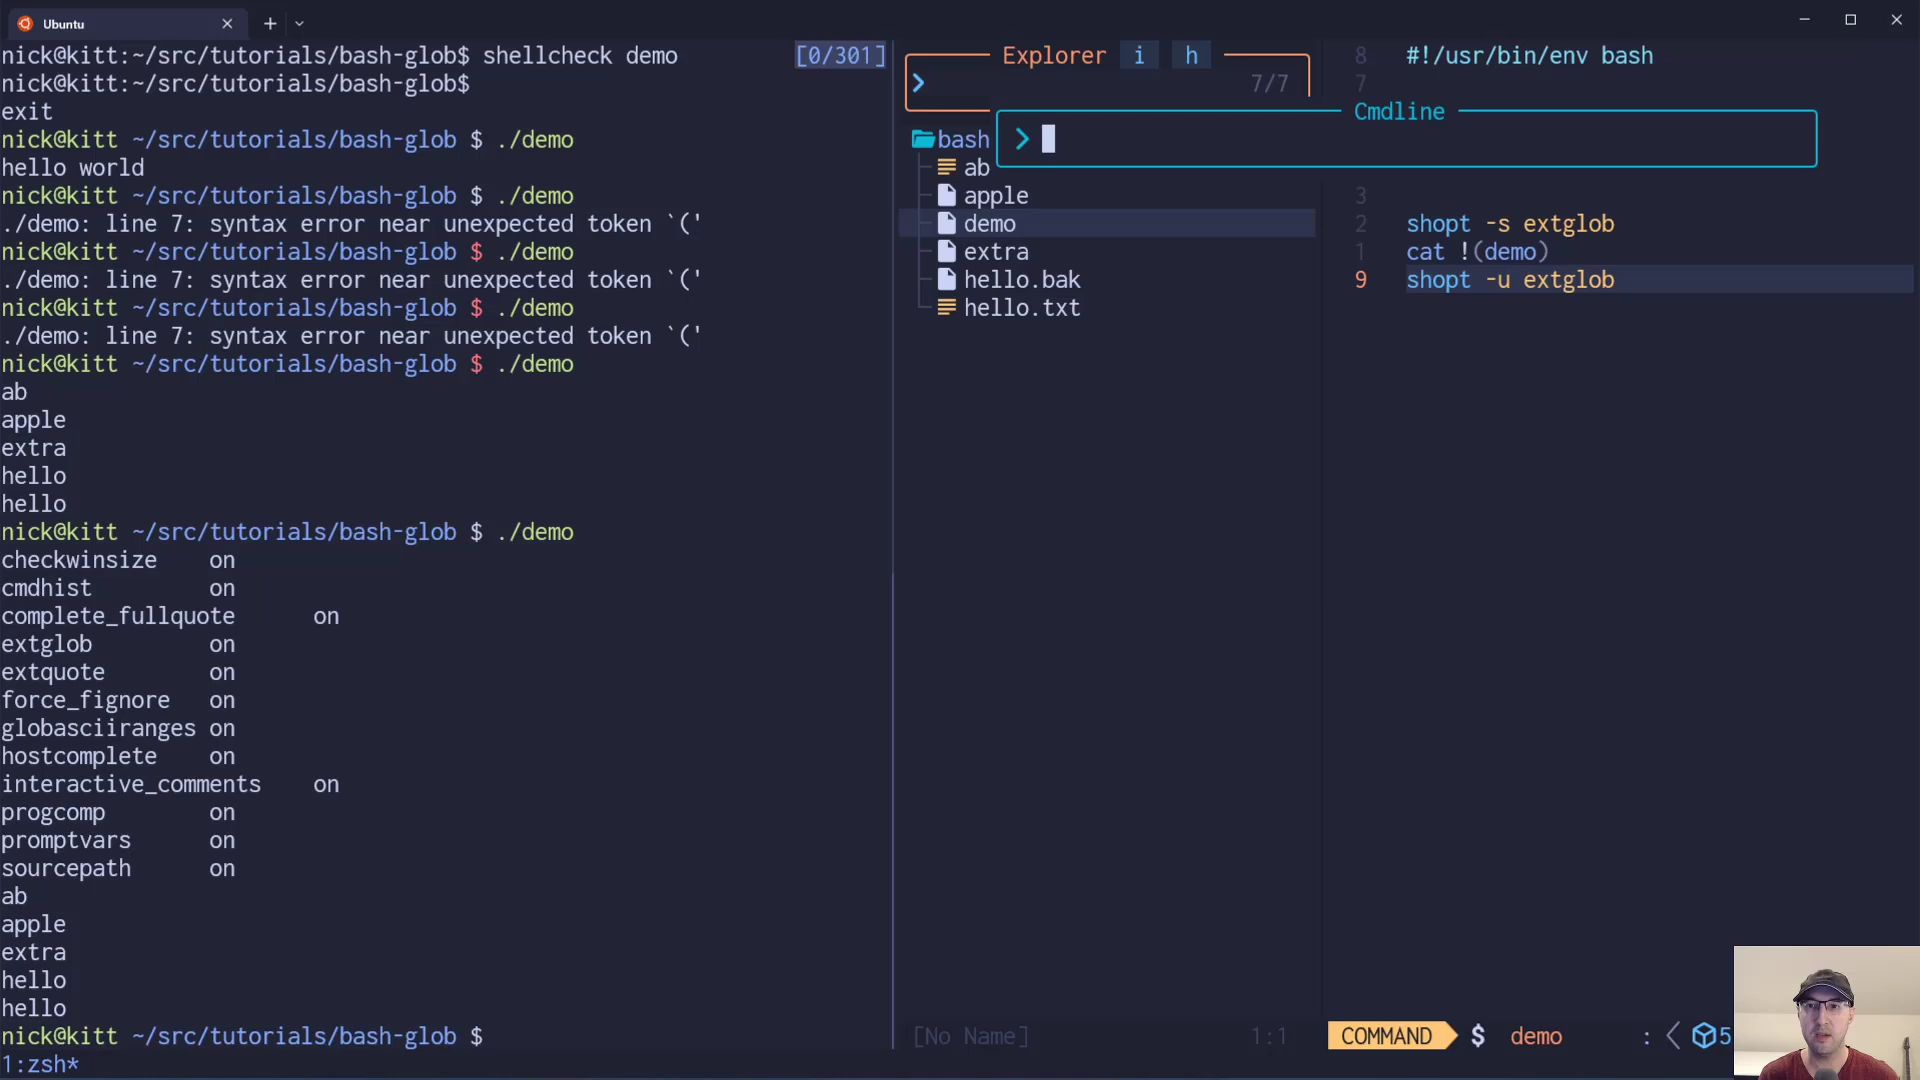 Ubuntu
nick@kitt:~/src/tutorials/bash-glob$ shellcheck demo [0/301]
nick@kitt:~/src/tutorials/bash-glob$
exit
nick@kitt ~/src/tutorials/bash-glob $ ./demo
hello world
nick@kitt ~/src/tutorials/bash-glob $ ./demo
./demo: line 7: syntax error near unexpected token `('
nick@kitt ~/src/tutorials/bash-glob $ ./demo
./demo: line 7: syntax error near unexpected token `('
nick@kitt ~/src/tutorials/bash-glob $ ./demo
./demo: line 7: syntax error near unexpected token `('
nick@kitt ~/src/tutorials/bash-glob $ ./demo
ab
apple
extra
hello
hello
nick@kitt ~/src/tutorials/bash-glob $ ./demo
checkwinsize on
cmdhist on
complete_fullquote on
extglob on
extquote on
force_fignore on
globasciiranges on
hostcomplete on
interactive_comments on
progcomp on
promptvars on
sourcepath on
ab
apple
extra
hello
hello
nick@kitt ~/src/tutorials/bash-glob $
1:zsh*
Explorer i h
> 7/7
bash
ab
apple
demo
extra
hello.bak
hello.txt
[No Name] 1:1
Cmdline
>
8 #!/usr/bin/env bash
7
3
2 shopt -s extglob
1 cat !(demo)
9 shopt -u extglob
COMMAND $ demo : 5